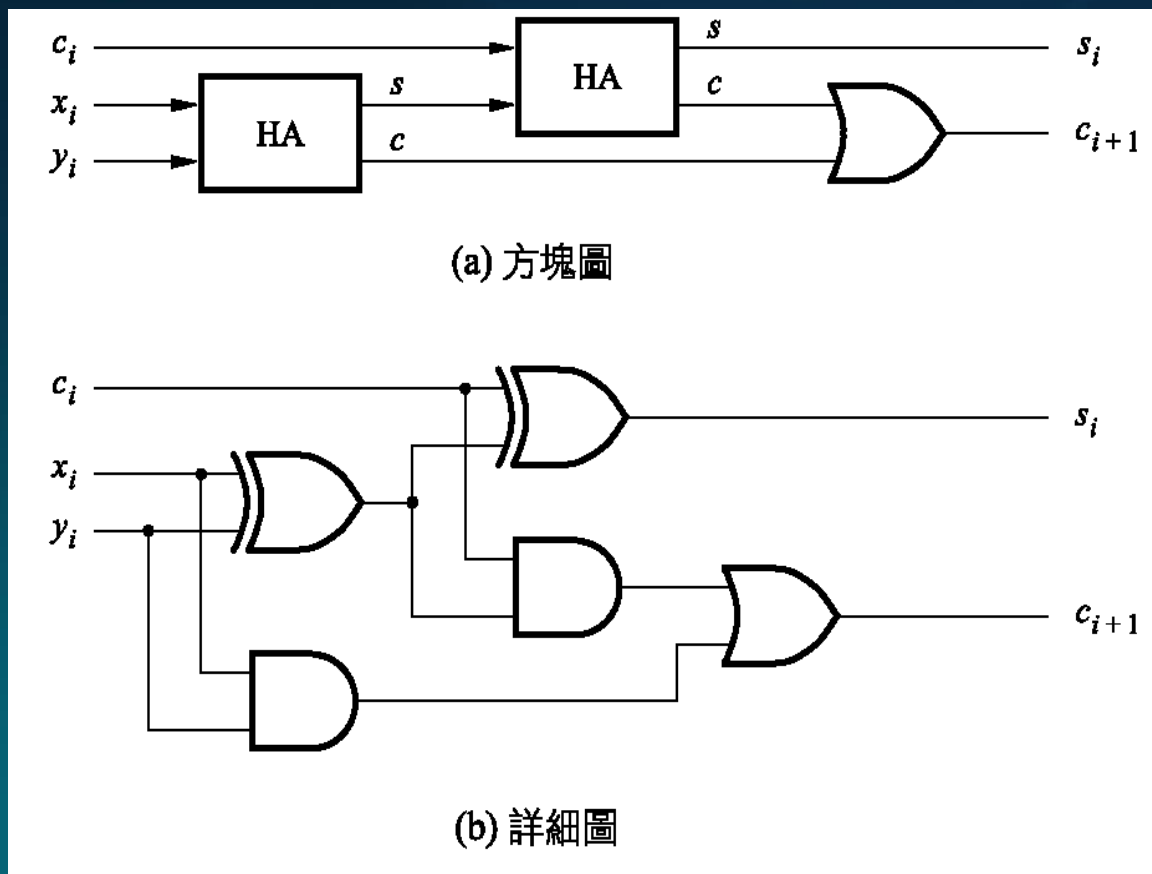 c_i
s
s_i
HA
x_i
s
c
HA
c
c_{i+1}
y_i
(a) 方塊圖
c_i
s_i
x_i
y_i
c_{i+1}
(b) 詳細圖